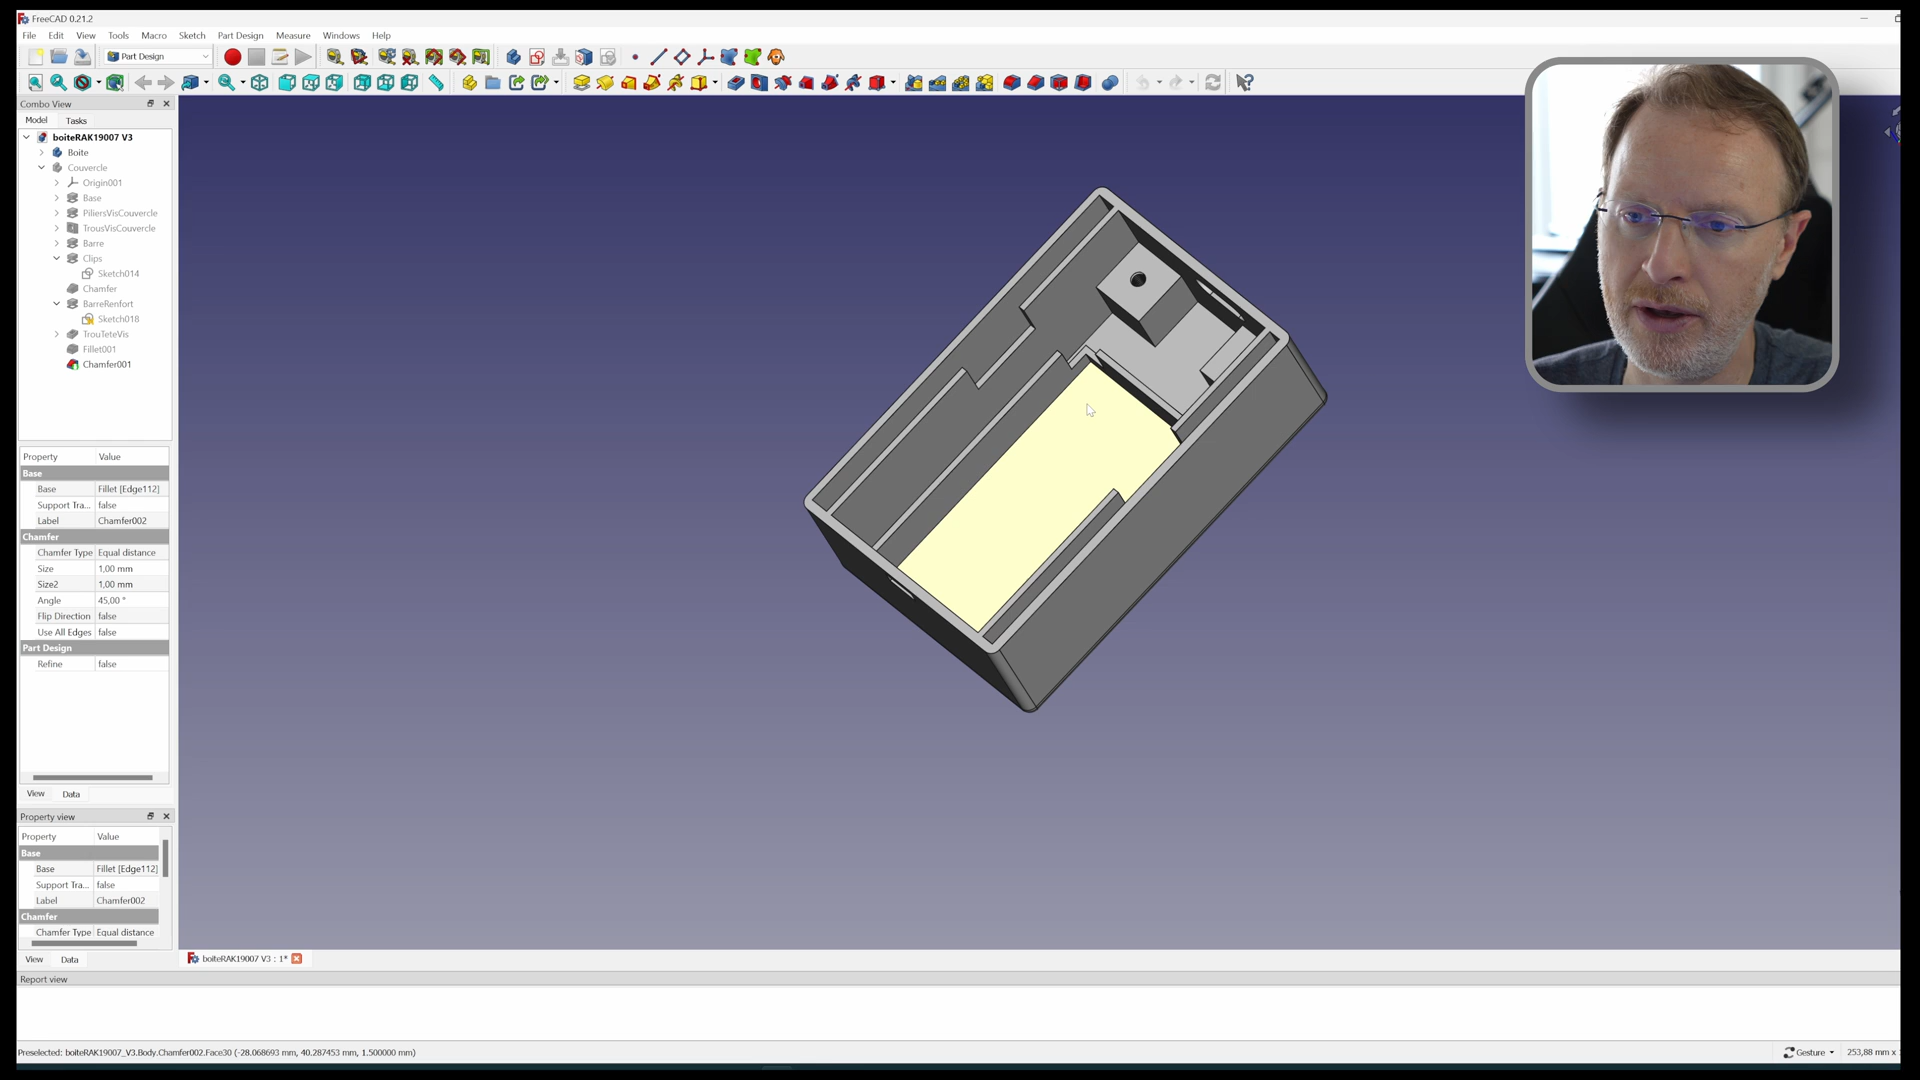 FreeCAD 0.21.2
File Edit View Tools Macro Sketch Part Design Measure Windows Help
Part Design
Combo View
Model Tasks
boiteRAK19007 V3
Boite
Couvercle
Origin001
Base
PiliersVisCouvercle
TrousVisCouvercle
Barre
Clips
Sketch014
Chamfer
BarreRenfort
Sketch018
TrouTeteVis
Fillet001
Chamfer001
Property Value
Base
Base Fillet [Edge112]
Support Tra... false
Label Chamfer002
Chamfer
Chamfer Type Equal distance
Size 1,00 mm
Size2 1,00 mm
Angle 45,00 °
Flip Direction false
Use All Edges false
Part Design
Refine false
View Data
Property view
Property Value
Base
Base Fillet [Edge112]
Support Tra... false
Label Chamfer002
Chamfer
Chamfer Type Equal distance
View Data
boiteRAK19007 V3 : 1*
Report view
Preselected: boiteRAK19007_V3.Body.Chamfer002.Face30 (-28.068693 mm, 40.287453 mm, 1.500000 mm)
Gesture
253,88 mm x